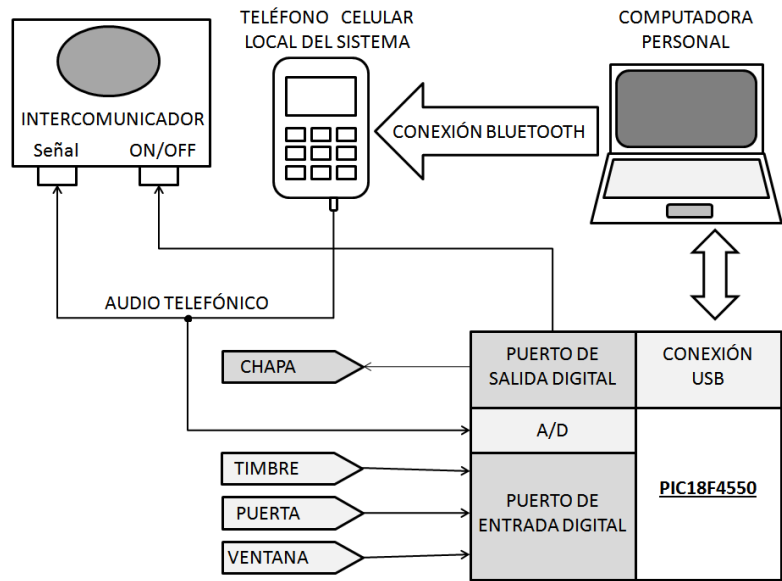 TELÉFONO CELULAR
LOCAL DEL SISTEMA
COMPUTADORA
PERSONAL
INTERCOMUNICADOR
Señal ON/OFF
CONEXIÓN BLUETOOTH
AUDIO TELEFÓNICO
CHAPA
PUERTO DE
SALIDA DIGITAL
CONEXIÓN
USB
A/D
TIMBRE
PUERTA
VENTANA
PUERTO DE
ENTRADA DIGITAL
PIC18F4550